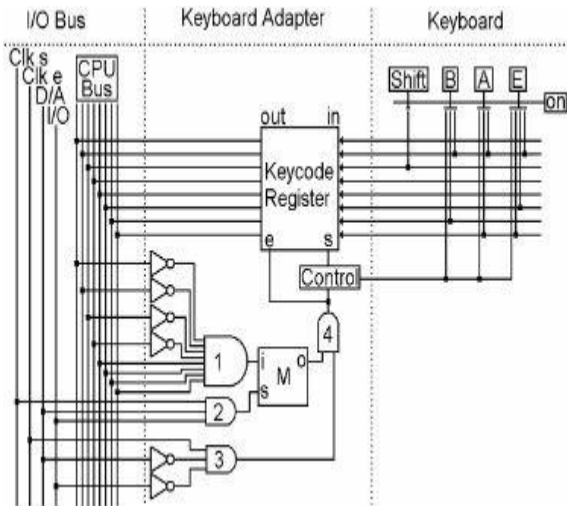 I/O Bus Keyboard Adapter Keyboard
Clk s
Clk e
D/A
I/O
CPU
Bus
Shift B A E
on
out in
Keycode
Register
e s
Control
4
1
i o
M
s
2
3